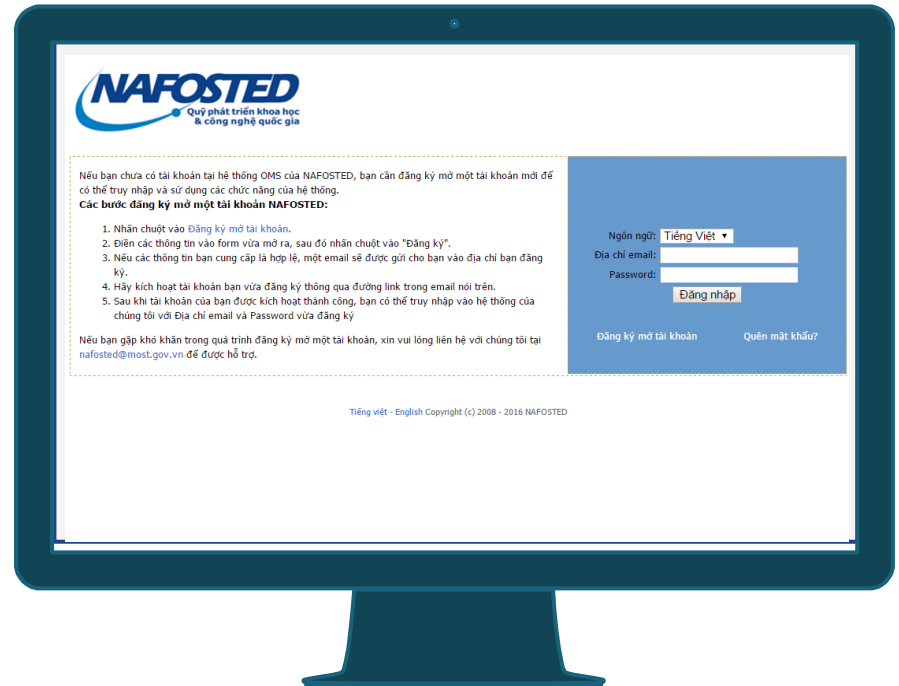 NAFOSTED
Quỹ phát triển khoa học
& công nghệ quốc gia
Nếu bạn chưa có tài khoản tại hệ thống OMS của NAFOSTED, bạn cần đăng ký mở một tài khoản mới để
có thể truy nhập và sử dụng các chức năng của hệ thống.
Các bước đăng ký mở một tài khoản NAFOSTED:
1. Nhấn chuột vào Đăng ký mở tài khoản.
2. Điền các thông tin vào form vừa mở ra, sau đó nhấn chuột vào "Đăng ký".
3. Nếu các thông tin bạn cung cấp là hợp lệ, một email sẽ được gửi cho bạn vào địa chỉ bạn đăng
ký.
4. Hãy kích hoạt tài khoản bạn vừa đăng ký thông qua đường link trong email nói trên.
5. Sau khi tài khoản của bạn được kích hoạt thành công, bạn có thể truy nhập vào hệ thống của
chúng tôi với Địa chỉ email và Password vừa đăng ký
Nếu bạn gặp khó khăn trong quá trình đăng ký mở một tài khoản, xin vui lòng liên hệ với chúng tôi tại
nafosted@most.gov.vn để được hỗ trợ.
Ngôn ngữ: Tiếng Việt
Địa chỉ email:
Password:
Đăng nhập
Đăng ký mở tài khoản Quên mật khẩu?
Tiếng việt - English Copyright (c) 2008 - 2016 NAFOSTED